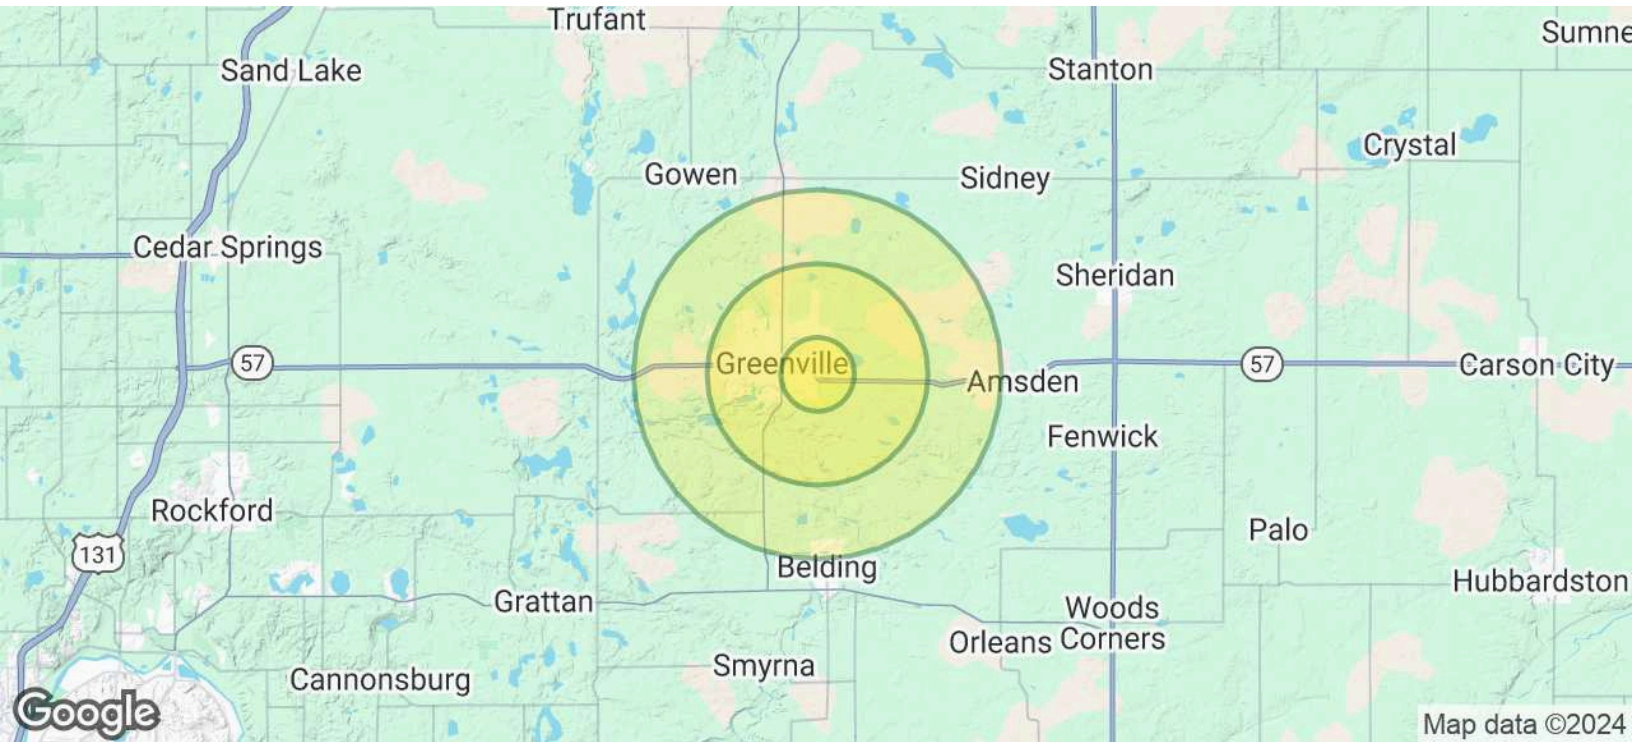 Trufant
Sumne
Sand Lake
Stanton
Crystal
Gowen
Sidney
Cedar Springs
Sheridan
57
Greenville
Amsden
57
Carson City
Fenwick
Rockford
Palo
131
Belding
Hubbardston
Grattan
Woods
Corners
Orleans
Smyrna
Cannonsburg
Google
Map data ©2024